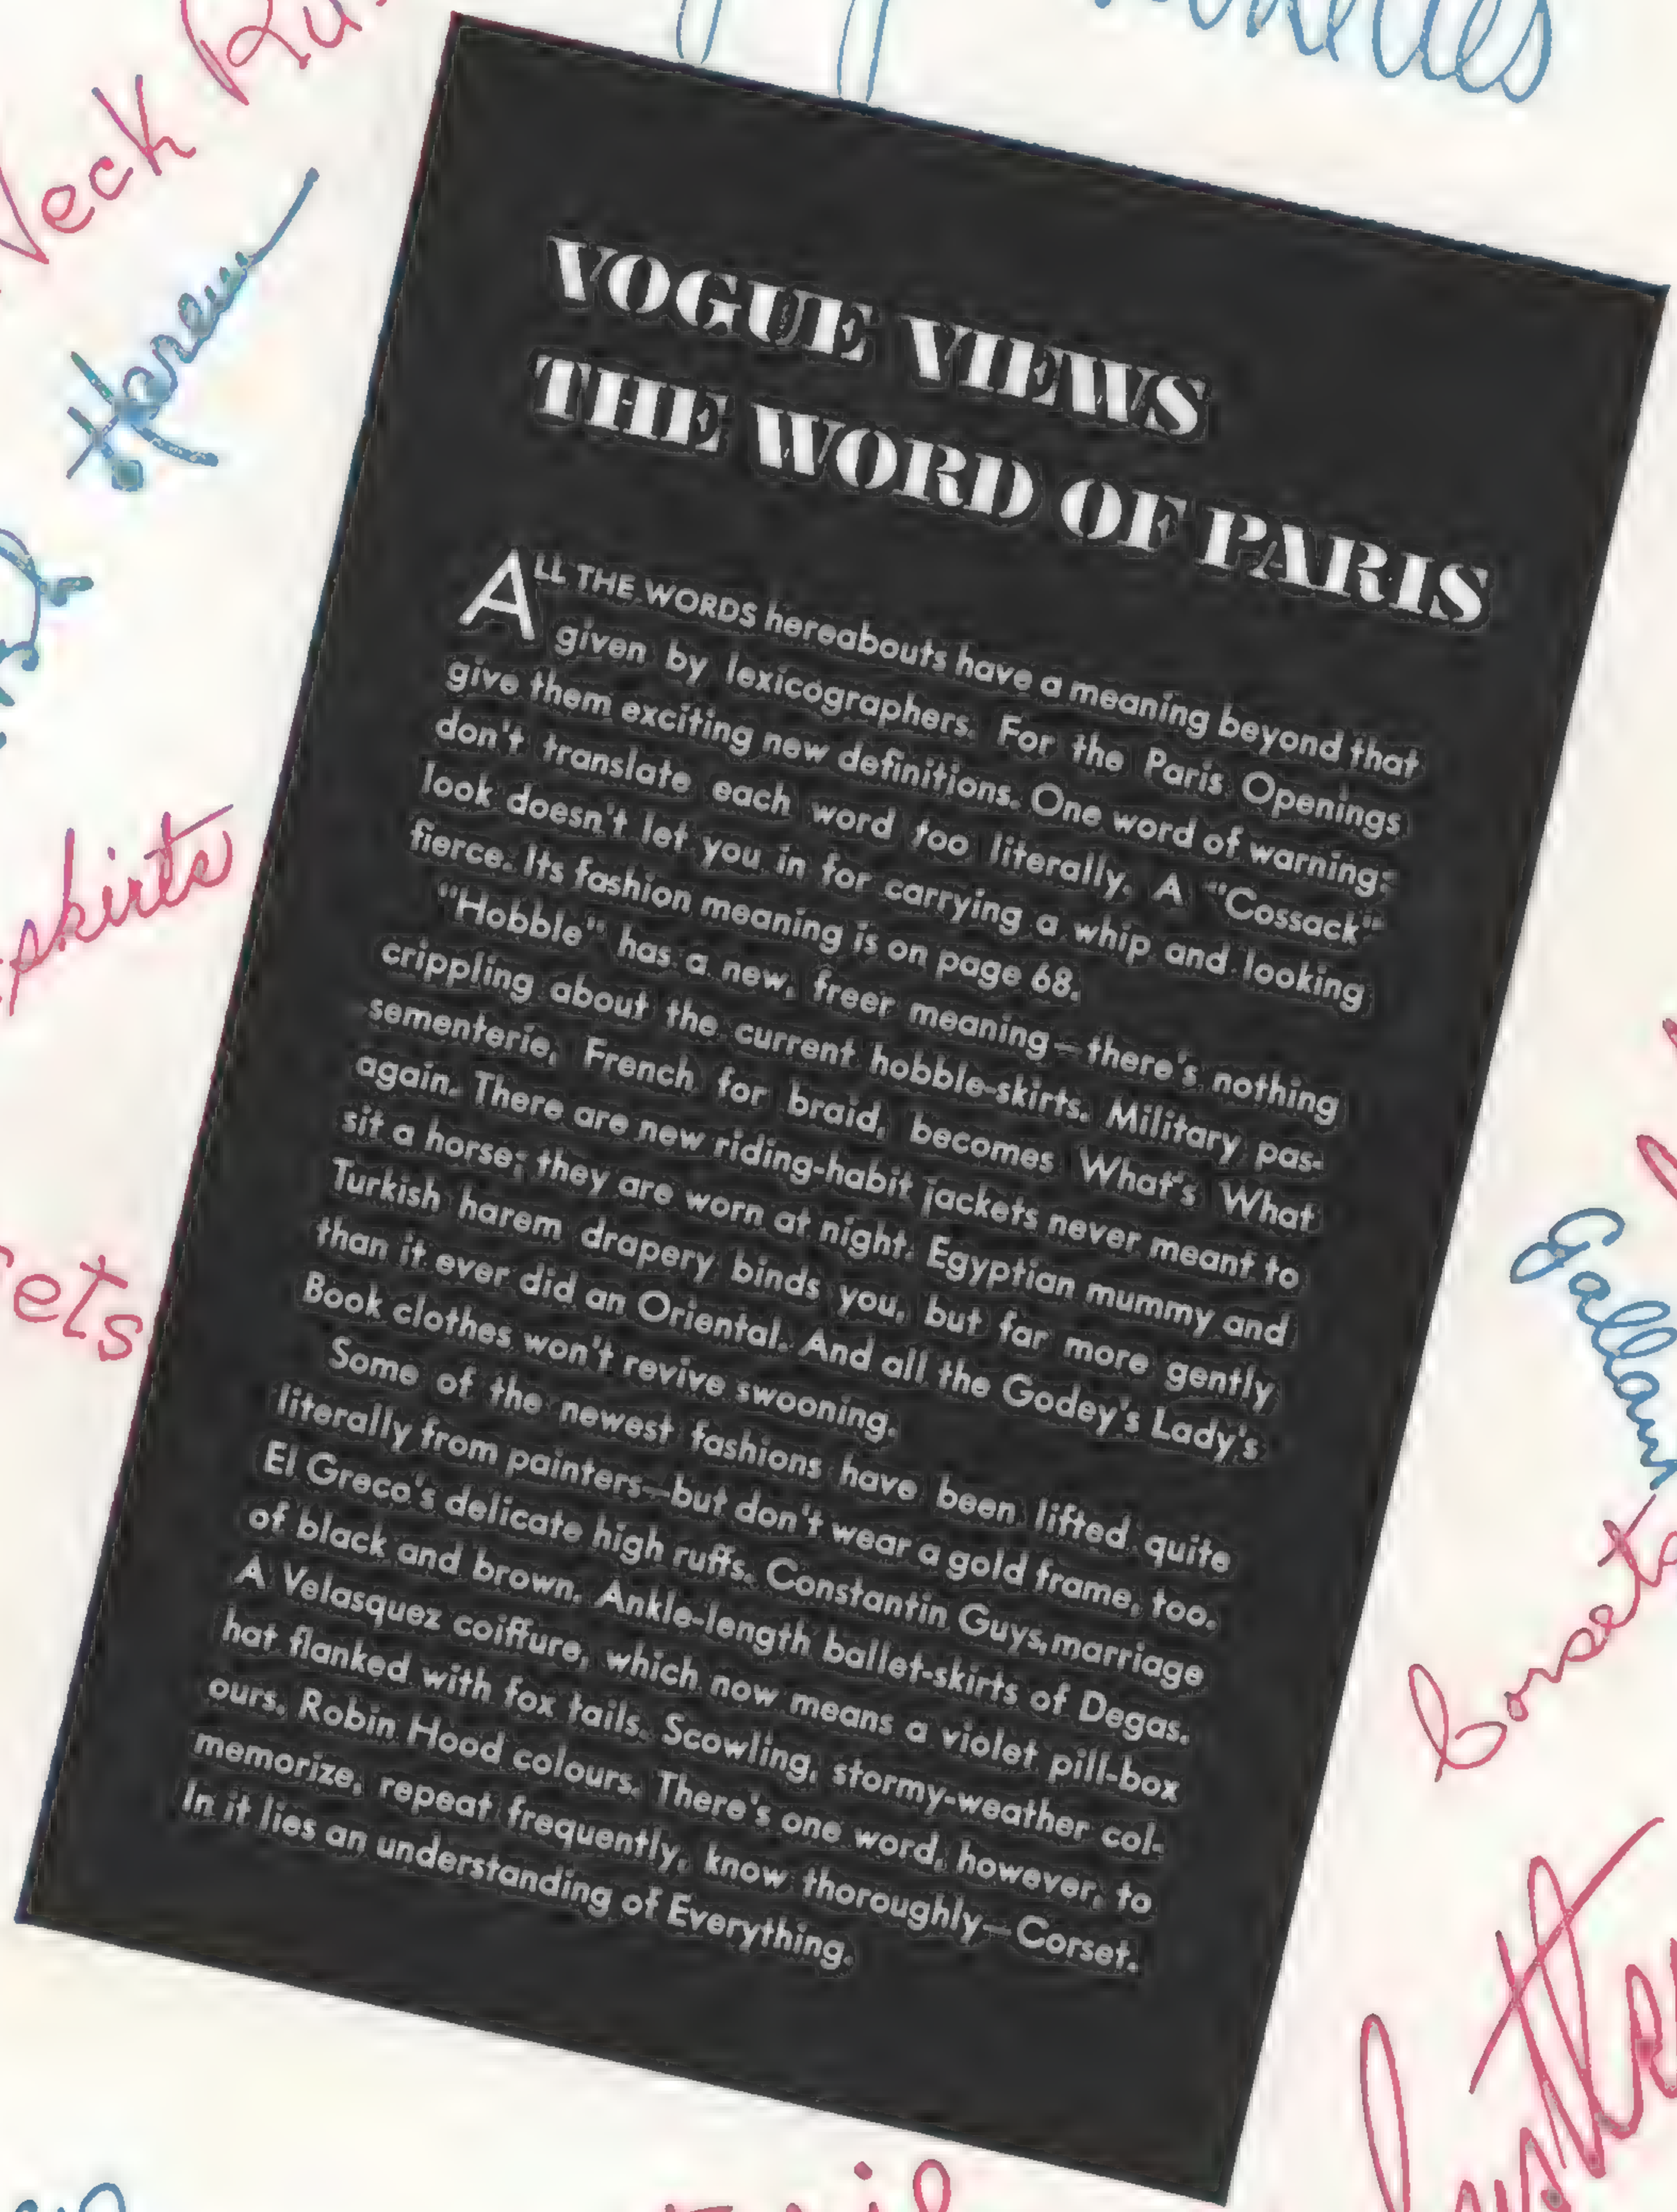 Neck
Harem
skirts
ets
VOGUE VIEWS
THE WORD OF PARIS
ALL THE WORDS hereabouts have a meaning beyond that
given by lexicographers. For the Paris Openings
give them exciting new definitions. One word of warning:
don't translate each word too literally. A "Cossack"
look doesn't let you in for carrying a whip and looking
fierce. Its fashion meaning is on page 68.
"Hobble" has a new, freer meaning—there's nothing
crippling about the current hobble-skirts. Military pas-
sementerie, French for braid, becomes What's What
again. There are new riding-habit jackets never meant to
sit a horse; they are worn at night. Egyptian mummy and
Turkish harem drapery binds you, but far more gently
than it ever did an Oriental. And all the Godey's Lady's
Book clothes won't revive swooning.
Some of the newest fashions have been lifted quite
literally from painters—but don't wear a gold frame, too.
El Greco's delicate high ruffs. Constantin Guys, marriage
of black and brown. Ankle-length ballet-skirts of Degas.
A Velasquez coiffure, which now means a violet pill-box
hat flanked with fox tails. Scowling, stormy-weather col-
ours. Robin Hood colours. There's one word, however, to
memorize, repeat frequently, know thoroughly—Corset.
In it lies an understanding of Everything.
Corsets